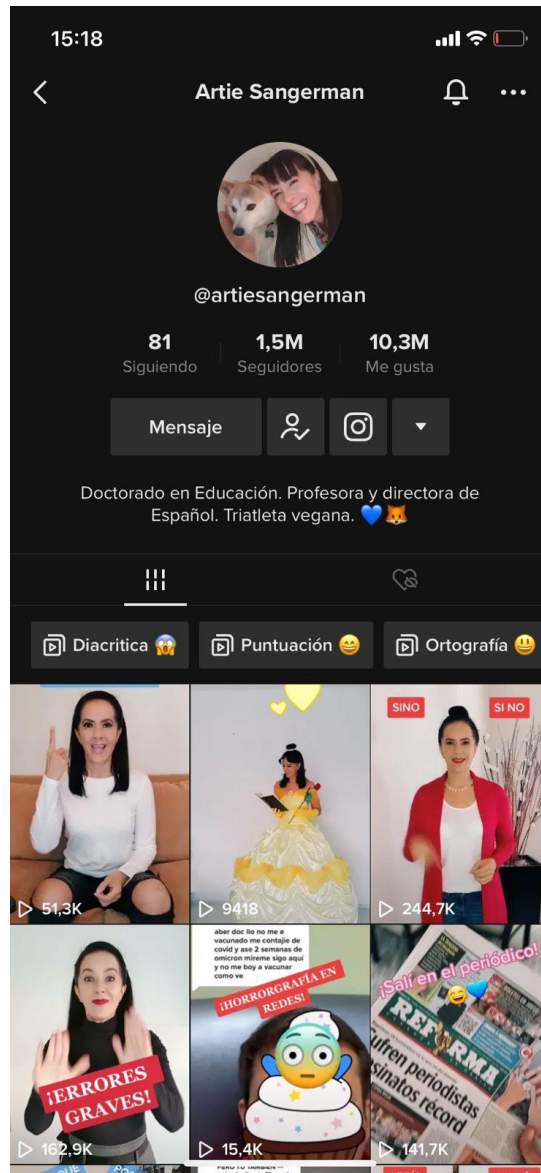 15:18
Artie Sangerman
@artiesangerman
81
Siguiendo
1,5M
Seguidores
10,3M
Me gusta
Mensaje
Doctorado en Educación. Profesora y directora de
Español. Triatleta vegana. 💙🦊
Diacritica 😱
Puntuación 😄
Ortografía 😃
51,3K
9418
SINO
SI NO
244,7K
¡ERRORES
GRAVES!
162,9K
aber doc llo no me e
vacunado me contajie de
covid y ase 2 semanas de
omicron mireme sigo aquí
y no me boy a vacunar
como ve
¡HORRORGRAFÍA EN
REDES!
15,4K
¡Salí en el periódico!
REFORMA
ufren periodistas
sinatos récord
141,7K